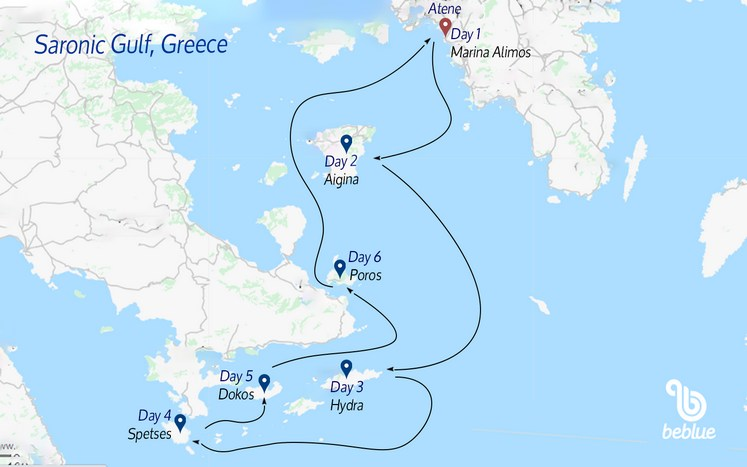 Saronic Gulf, Greece
Atene
Day 1
Marina Alimos
Day 2
Aigina
Day 6
Poros
Day 5
Dokos
Day 3
Hydra
Day 4
Spetses
beblue